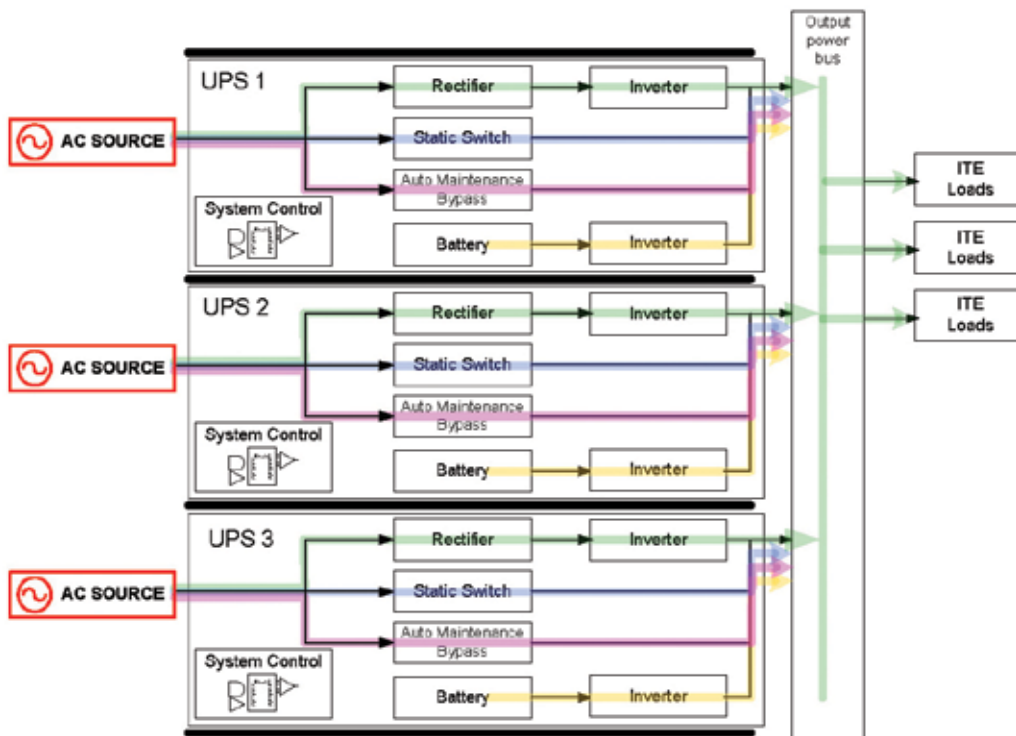 Output
power
bus
UPS 1
Rectifier
Inverter
AC SOURCE
Static Switch
Auto Maintenance
Bypass
System Control
Battery
Inverter
ITE
Loads
ITE
Loads
ITE
Loads
UPS 2
Rectifier
Inverter
AC SOURCE
Static Switch
Auto Maintenance
Bypass
System Control
Battery
Inverter
UPS 3
Rectifier
Inverter
AC SOURCE
Static Switch
Auto Maintenance
Bypass
System Control
Battery
Inverter